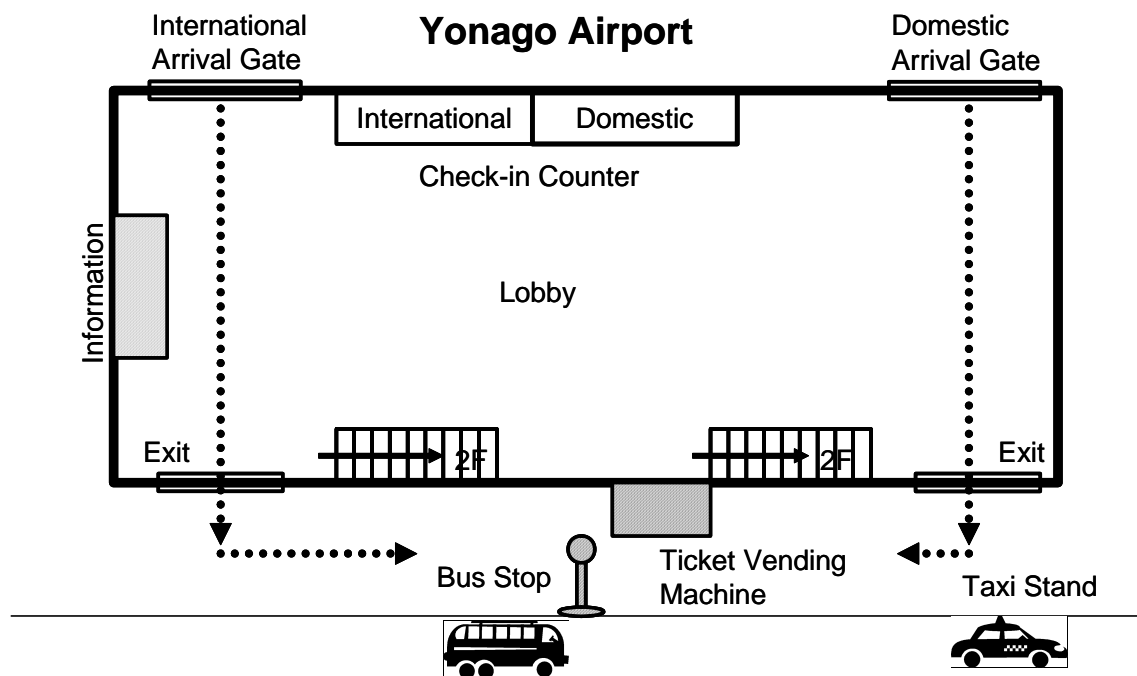 International
Arrival Gate
Yonago Airport
Domestic
Arrival Gate
International
Domestic
Check-in Counter
Information
Lobby
Exit
2F
2F
Exit
Bus Stop
Ticket Vending
Machine
Taxi Stand